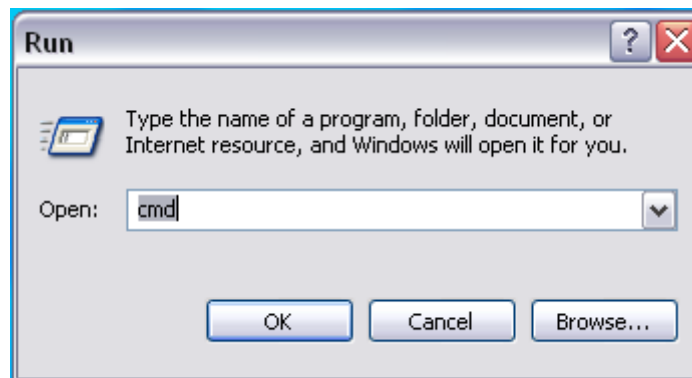 Run
Type the name of a program, folder, document, or
Internet resource, and Windows will open it for you.
Open: cmd
OK Cancel Browse...